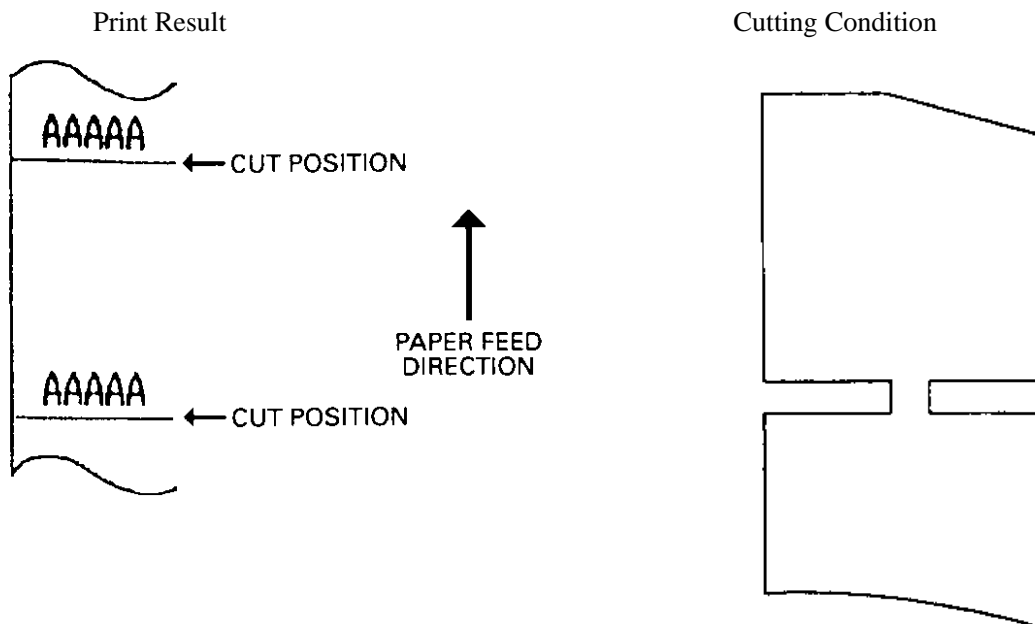 Print Result
Cutting Condition
AAAAA
CUT POSITION
PAPER FEED
DIRECTION
AAAAA
CUT POSITION